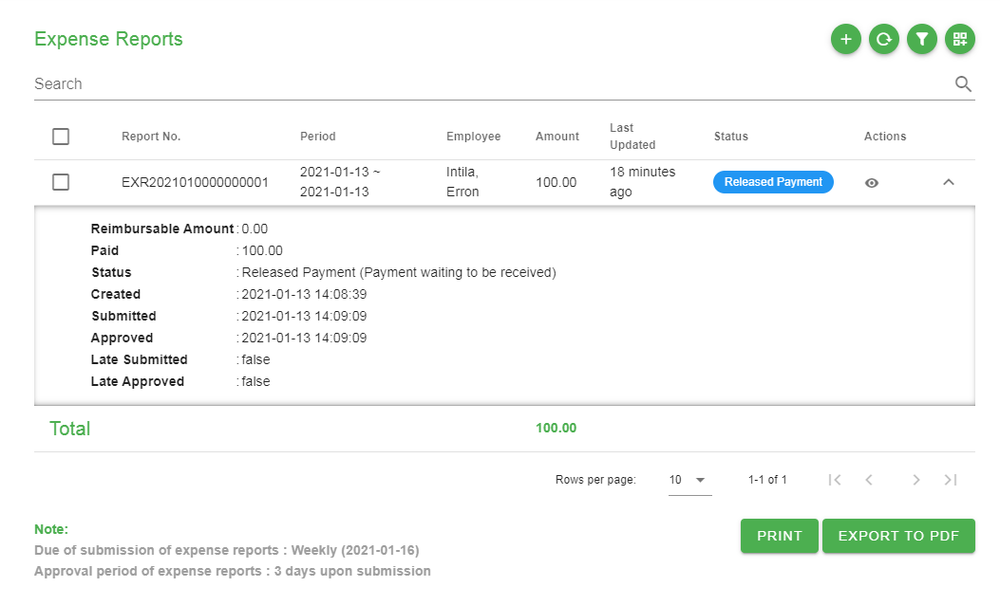 Expense Reports
Search
Report No. Period Employee Amount Last Updated Status Actions
EXR2021010000000001 2021-01-13 ~ 2021-01-13 Intila, Erron 100.00 18 minutes ago Released Payment
Reimbursable Amount : 0.00
Paid : 100.00
Status : Released Payment (Payment waiting to be received)
Created : 2021-01-13 14:08:39
Submitted : 2021-01-13 14:09:09
Approved : 2021-01-13 14:09:09
Late Submitted : false
Late Approved : false
Total 100.00
Rows per page: 10 1-1 of 1
Note:
Due of submission of expense reports : Weekly (2021-01-16)
Approval period of expense reports : 3 days upon submission
PRINT EXPORT TO PDF